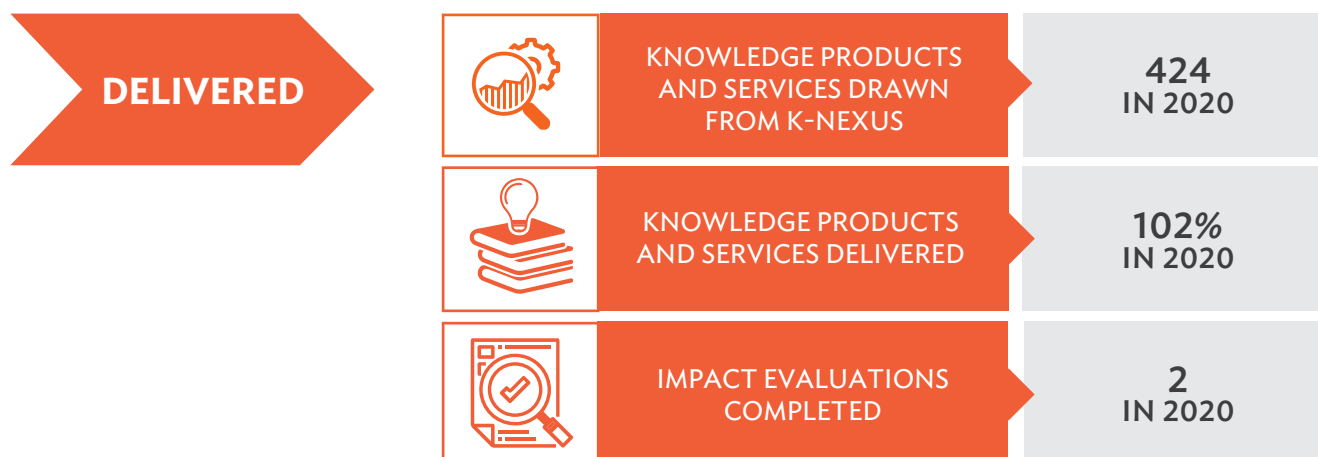 DELIVERED
KNOWLEDGE PRODUCTS
AND SERVICES DRAWN
FROM K-NEXUS
424
IN 2020
KNOWLEDGE PRODUCTS
AND SERVICES DELIVERED
102%
IN 2020
IMPACT EVALUATIONS
COMPLETED
2
IN 2020